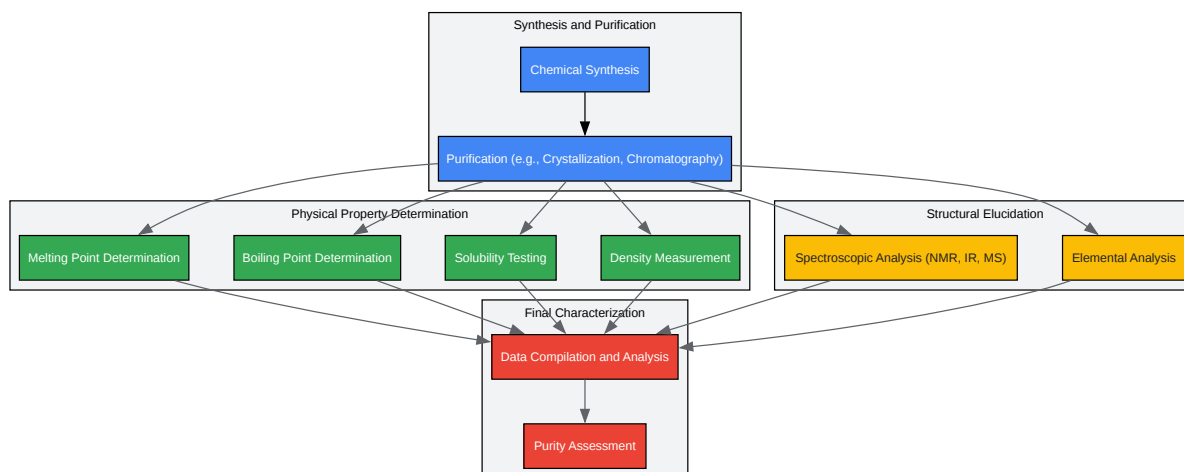 Synthesis and Purification
Chemical Synthesis
Purification (e.g., Crystallization, Chromatography)
Physical Property Determination
Structural Elucidation
Melting Point Determination
Boiling Point Determination
Solubility Testing
Density Measurement
Spectroscopic Analysis (NMR, IR, MS)
Elemental Analysis
Final Characterization
Data Compilation and Analysis
Purity Assessment